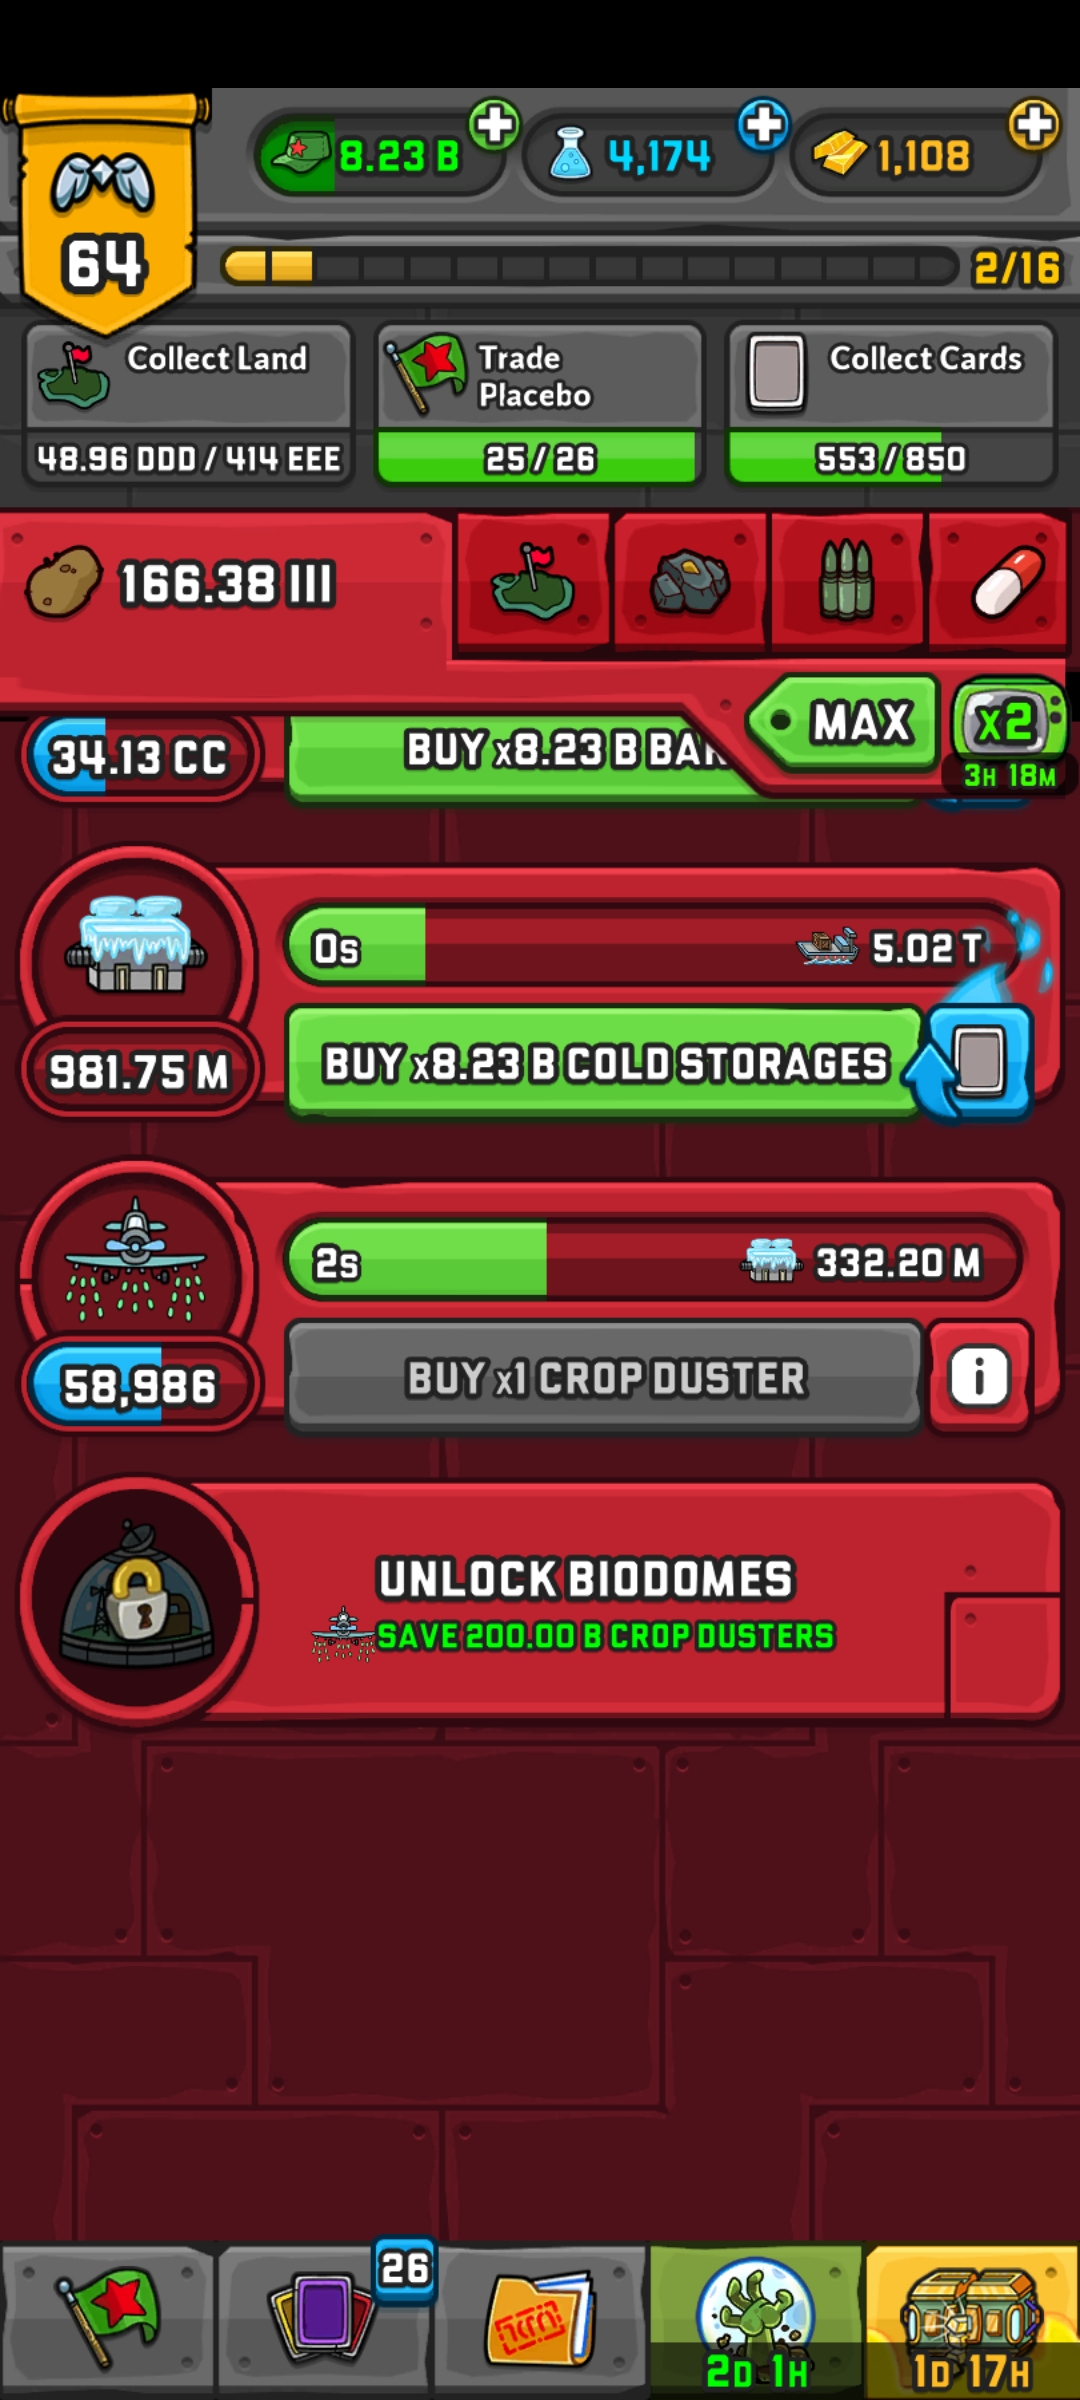 8.23 B
4,174
1,108
64
2/16
Collect Land
48.96 DDD / 414 EEE
Trade
Placebo
25 / 26
Collect Cards
553 / 850
166.38 III
MAX
x2
3H 18M
34.13 CC
BUY x8.23 B BAR
0s
5.02 T
981.75 M
BUY x8.23 B COLD STORAGES
2s
332.20 M
58,986
BUY x1 CROP DUSTER
i
UNLOCK BIODOMES
SAVE 200.00 B CROP DUSTERS
26
2D 1H
1D 17H